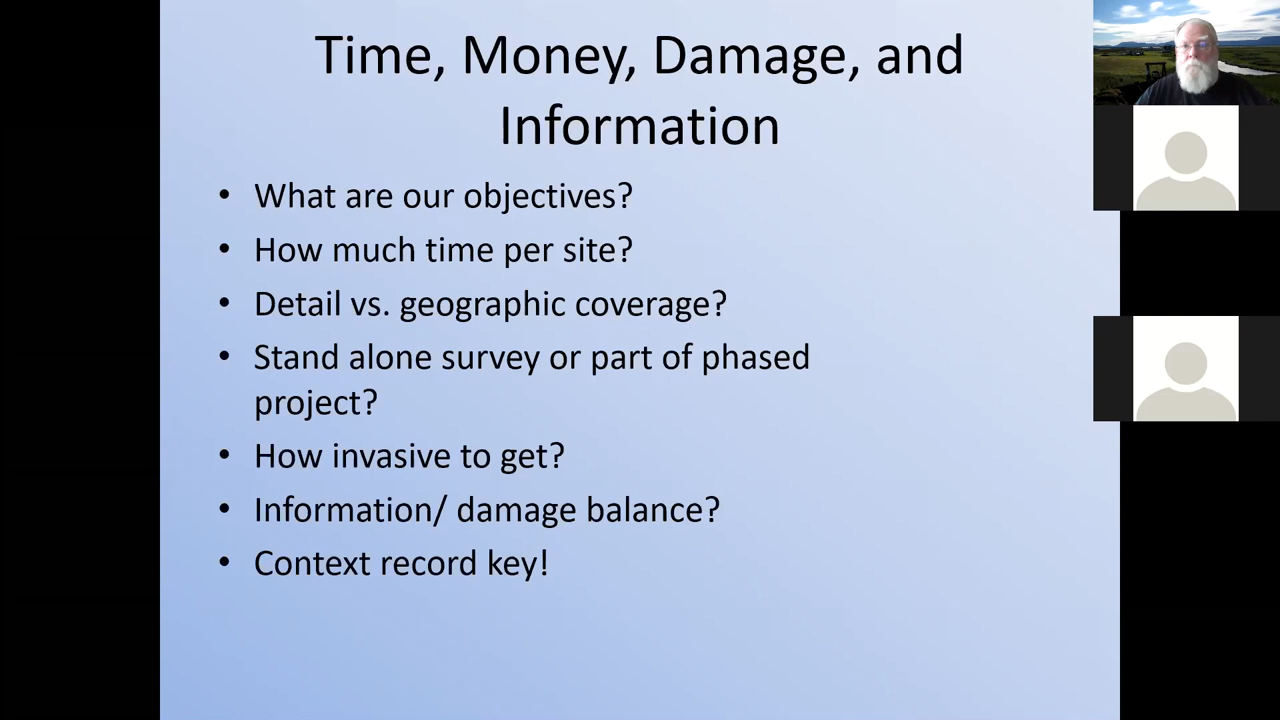 Time, Money, Damage, and
Information
• What are our objectives?
• How much time per site?
• Detail vs. geographic coverage?
• Stand alone survey or part of phased
project?
• How invasive to get?
• Information/ damage balance?
• Context record key!